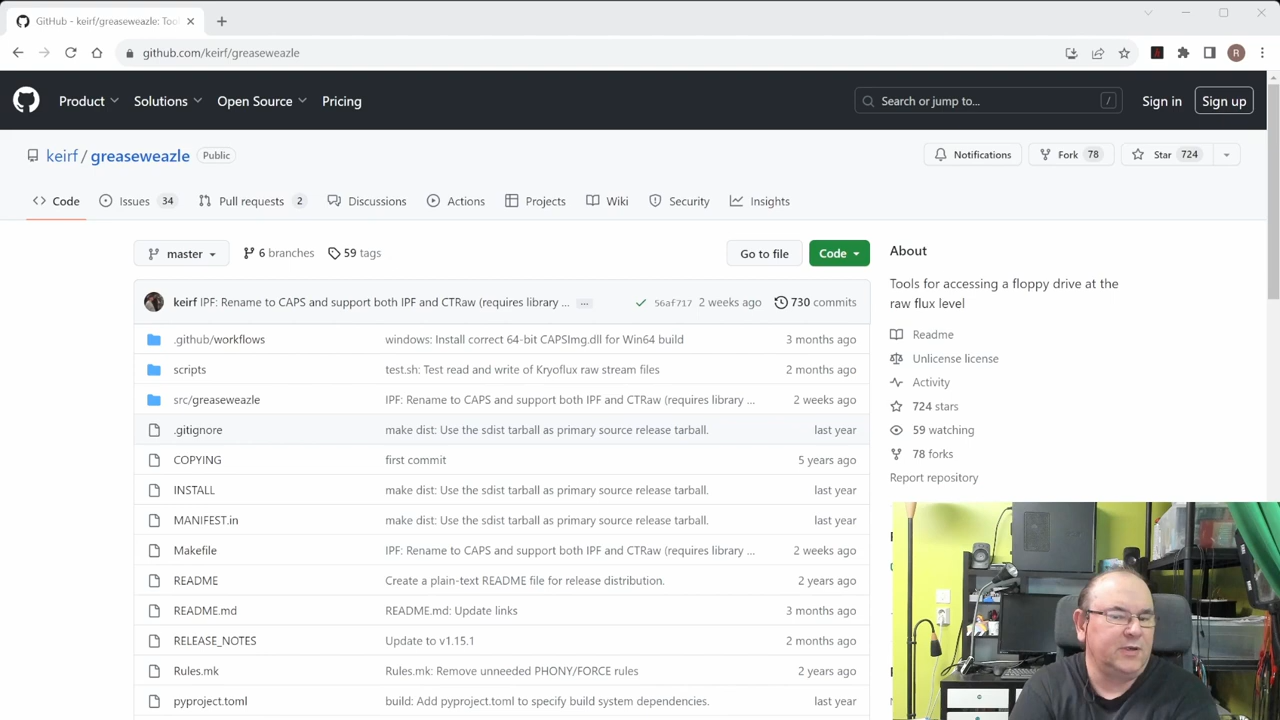 GitHub - keirf/greaseweazle: Too
github.com/keirf/greaseweazle
R
Product
Solutions
Open Source
Pricing
Search or jump to...
/
Sign in
Sign up
keirf / greaseweazle
Public
Notifications
Fork 78
Star 724
Code
Issues 34
Pull requests 2
Discussions
Actions
Projects
Wiki
Security
Insights
master
6 branches
59 tags
Go to file
Code
About
Tools for accessing a floppy drive at the
raw flux level
Readme
Unlicense license
Activity
724 stars
59 watching
78 forks
Report repository
keirf IPF: Rename to CAPS and support both IPF and CTRaw (requires library ... ... 56af717 2 weeks ago 730 commits
.github/workflows windows: Install correct 64-bit CAPSImg.dll for Win64 build 3 months ago
scripts test.sh: Test read and write of Kryoflux raw stream files 2 months ago
src/greaseweazle IPF: Rename to CAPS and support both IPF and CTRaw (requires library ... 2 weeks ago
.gitignore make dist: Use the sdist tarball as primary source release tarball. last year
COPYING first commit 5 years ago
INSTALL make dist: Use the sdist tarball as primary source release tarball. last year
MANIFEST.in make dist: Use the sdist tarball as primary source release tarball. last year
Makefile IPF: Rename to CAPS and support both IPF and CTRaw (requires library ... 2 weeks ago
README Create a plain-text README file for release distribution. 2 years ago
README.md README.md: Update links 3 months ago
RELEASE_NOTES Update to v1.15.1 2 months ago
Rules.mk Rules.mk: Remove unneeded PHONY/FORCE rules 2 years ago
pyproject.toml build: Add pyproject.toml to specify build system dependencies. last year